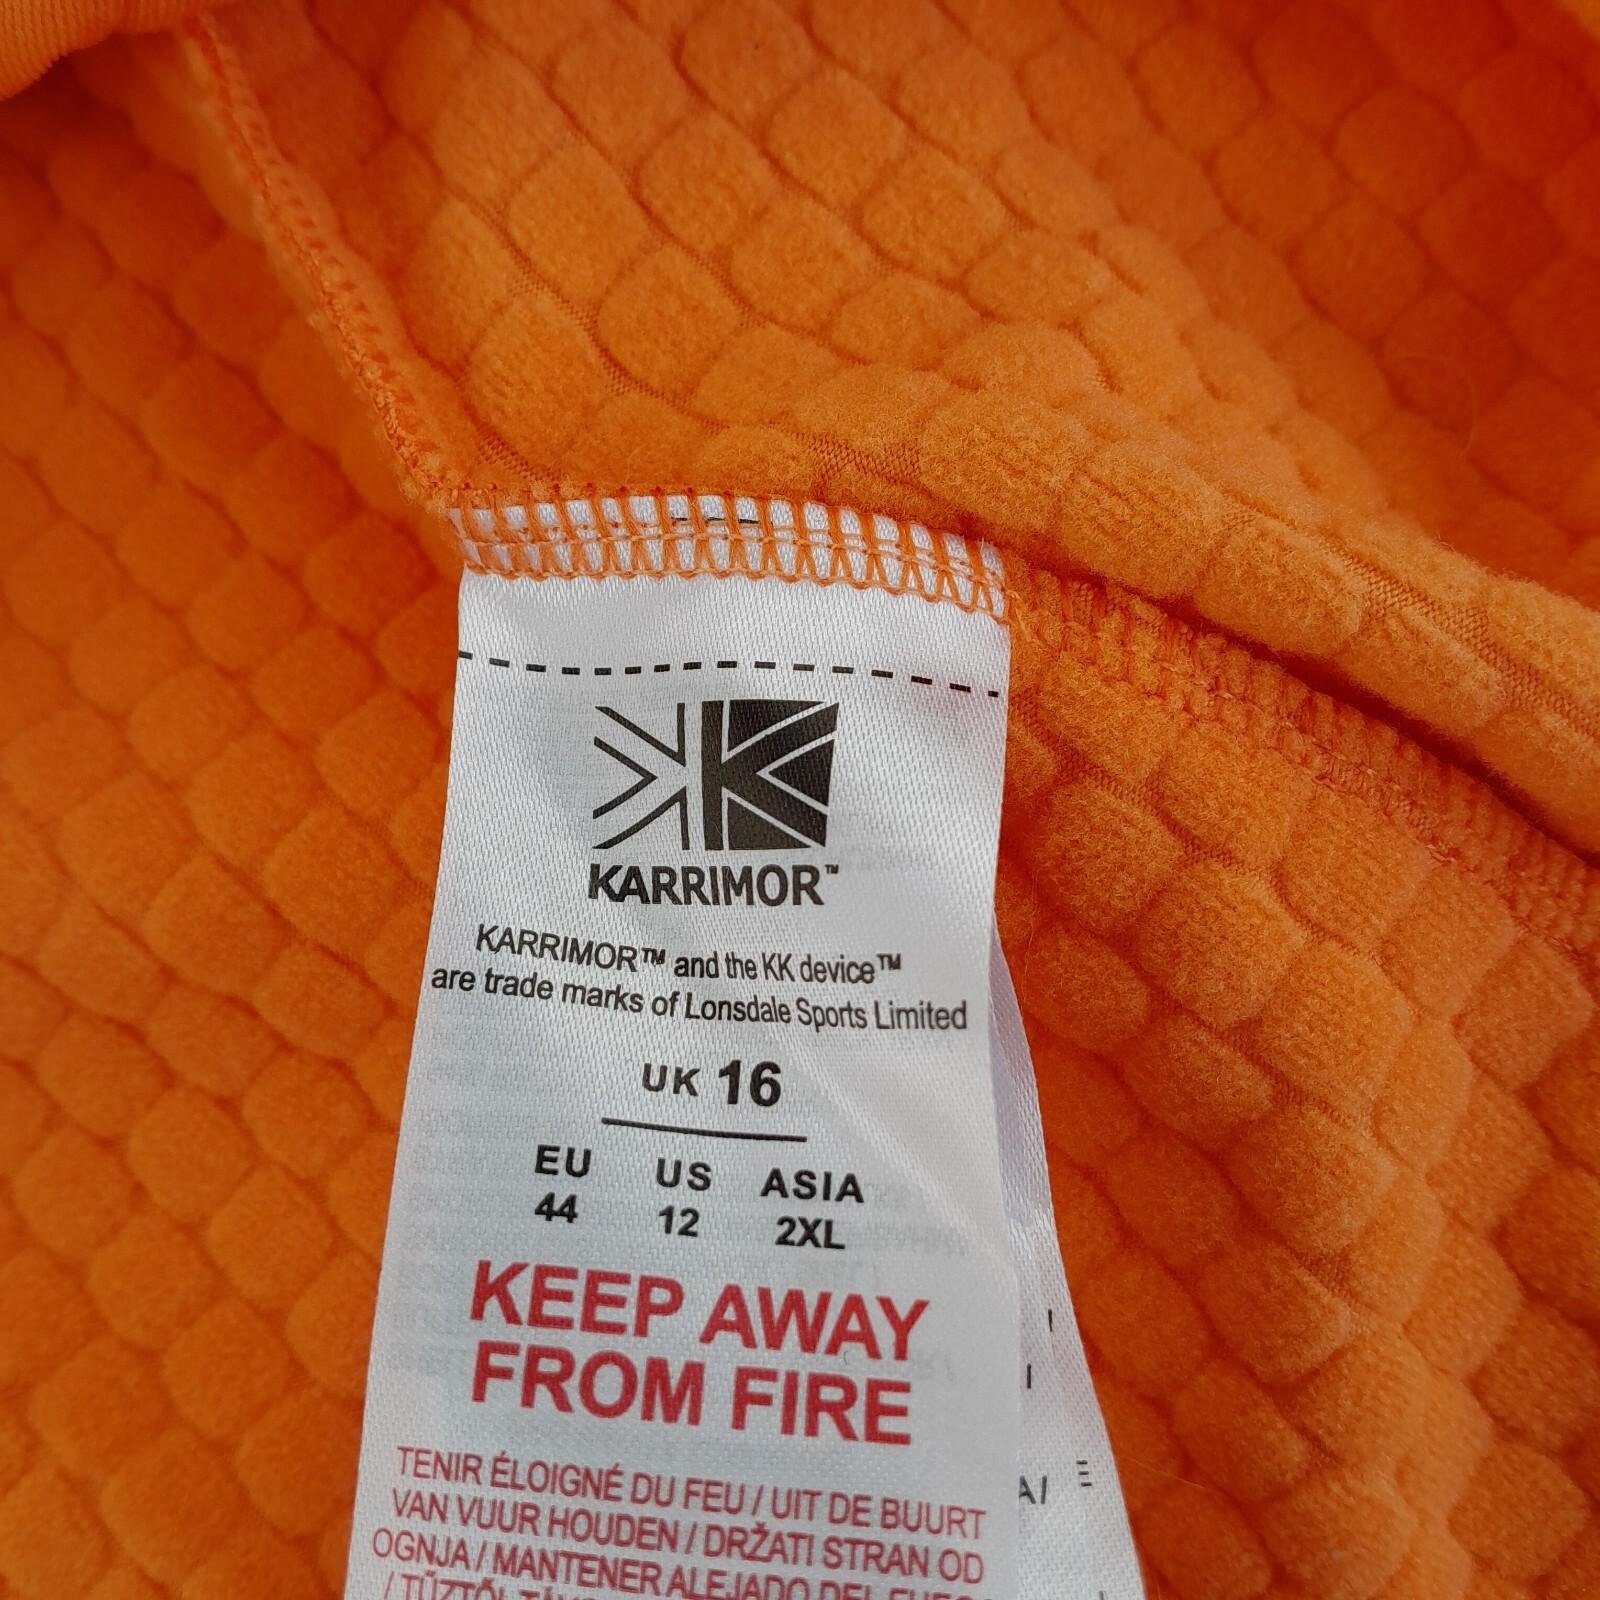 KARRIMOR™
KARRIMOR™ and the KK device™
are trade marks of Lonsdale Sports Limited
UK 16
EU US ASIA
44 12 2XL
KEEP AWAY
FROM FIRE
TENIR ÉLOIGNÉ DU FEU / UIT DE BUURT
VAN VUUR HOUDEN / DRŽATI STRAN OD
OGNJA / MANTENER ALEJADO DEL